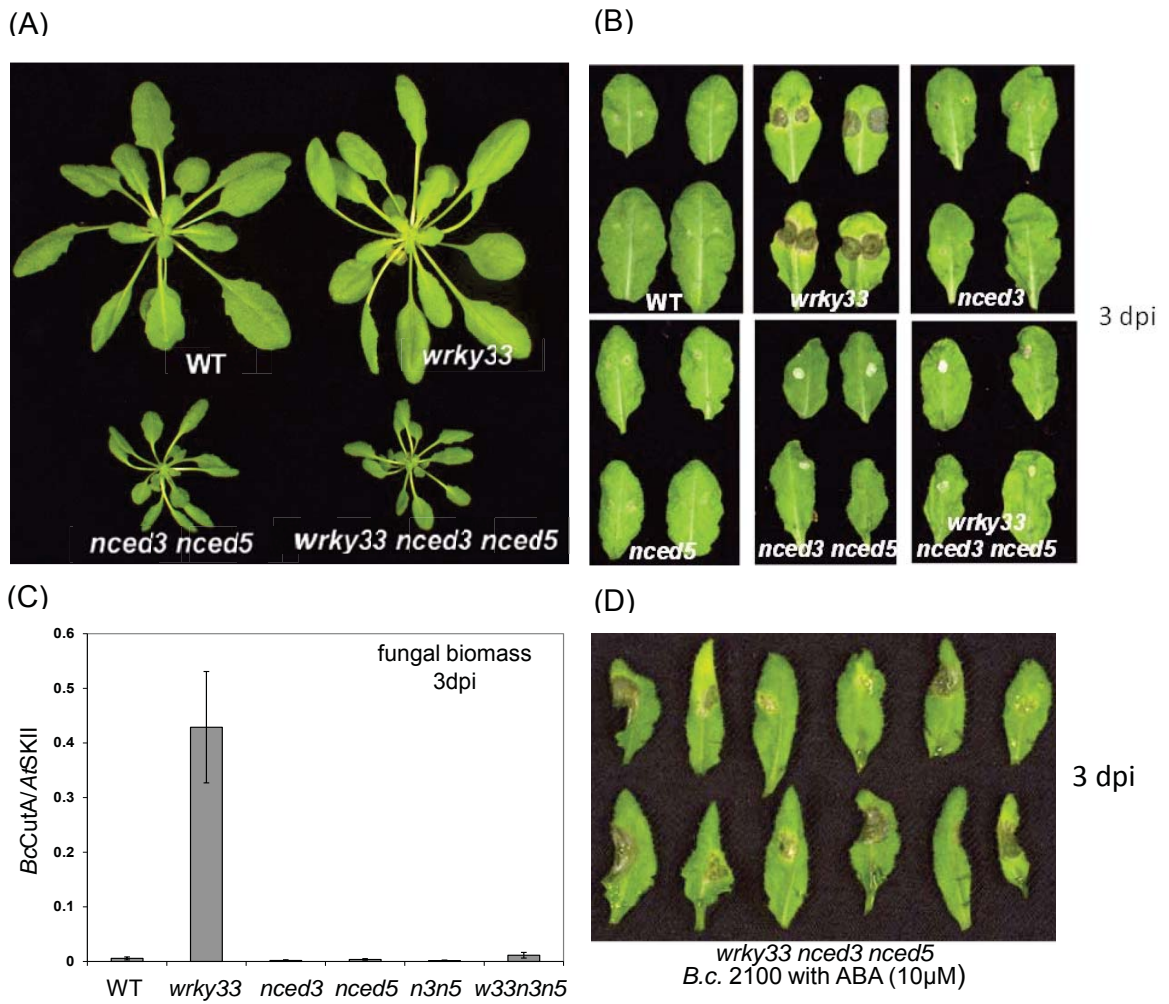 (A)
WT
wrky33
nced3 nced5
wrky33 nced3 nced5
(B)
WT
wrky33
nced3
nced5
nced3 nced5
wrky33
nced3 nced5
3 dpi
(C)
0.6
0.5
0.4
0.3
0.2
0.1
0
BcCutA/AtSKII
fungal biomass
3dpi
WT
wrky33
nced3
nced5
n3n5
w33n3n5
(D)
3 dpi
wrky33 nced3 nced5
B.c. 2100 with ABA (10µM)